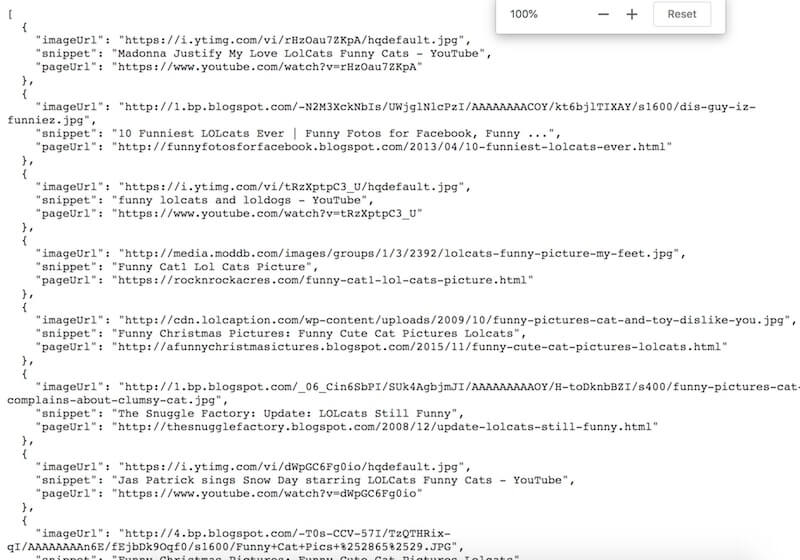 100% — + Reset
[
{
"imageUrl": "https://i.ytimg.com/vi/rHzOau7ZKpA/hqdefault.jpg",
"snippet": "Madonna Justify My Love LolCats Funny Cats - YouTube",
"pageUrl": "https://www.youtube.com/watch?v=rHzOau7ZKpA"
},
{
"imageUrl": "http://1.bp.blogspot.com/-N2M3XckNbIs/UWjglNlcPzI/AAAAAAAACOY/kt6bjlTIXAY/s1600/dis-guy-iz-
funniez.jpg",
"snippet": "10 Funniest LOLcats Ever | Funny Fotos for Facebook, Funny ...",
"pageUrl": "http://funnyfotosforfacebook.blogspot.com/2013/04/10-funniest-lolcats-ever.html"
},
{
"imageUrl": "https://i.ytimg.com/vi/tRzXptpC3_U/hqdefault.jpg",
"snippet": "funny lolcats and loldogs - YouTube",
"pageUrl": "https://www.youtube.com/watch?v=tRzXptpC3_U"
},
{
"imageUrl": "http://media.moddb.com/images/groups/1/3/2392/lolcats-funny-picture-my-feet.jpg",
"snippet": "Funny Cat1 Lol Cats Picture",
"pageUrl": "https://rocknrockacres.com/funny-cat1-lol-cats-picture.html"
},
{
"imageUrl": "http://cdn.lolcaption.com/wp-content/uploads/2009/10/funny-pictures-cat-and-toy-dislike-you.jpg",
"snippet": "Funny Christmas Pictures: Funny Cute Cat Pictures Lolcats",
"pageUrl": "http://afunnychristmasictures.blogspot.com/2015/11/funny-cute-cat-pictures-lolcats.html"
},
{
"imageUrl": "http://1.bp.blogspot.com/_06_Cin6SbPI/SUk4AgbjmJI/AAAAAAAAAOY/H-toDknbBZI/s400/funny-pictures-cat-
complains-about-clumsy-cat.jpg",
"snippet": "The Snuggle Factory: Update: LOLcats Still Funny",
"pageUrl": "http://thesnugglefactory.blogspot.com/2008/12/update-lolcats-still-funny.html"
},
{
"imageUrl": "https://i.ytimg.com/vi/dWpGC6Fg0io/hqdefault.jpg",
"snippet": "Jas Patrick sings Snow Day starring LOLCats Funny Cats - YouTube",
"pageUrl": "https://www.youtube.com/watch?v=dWpGC6Fg0io"
},
{
"imageUrl": "http://4.bp.blogspot.com/-T0s-CCV-57I/TzQTHRix-
qI/AAAAAAAAn6E/fEjbDk9Oqf0/s1600/Funny+Cat+Pics+%252865%2529.JPG",
"snippet": "Funny Christmas Pictures: Funny Cute Cat Pictures Lolcats"